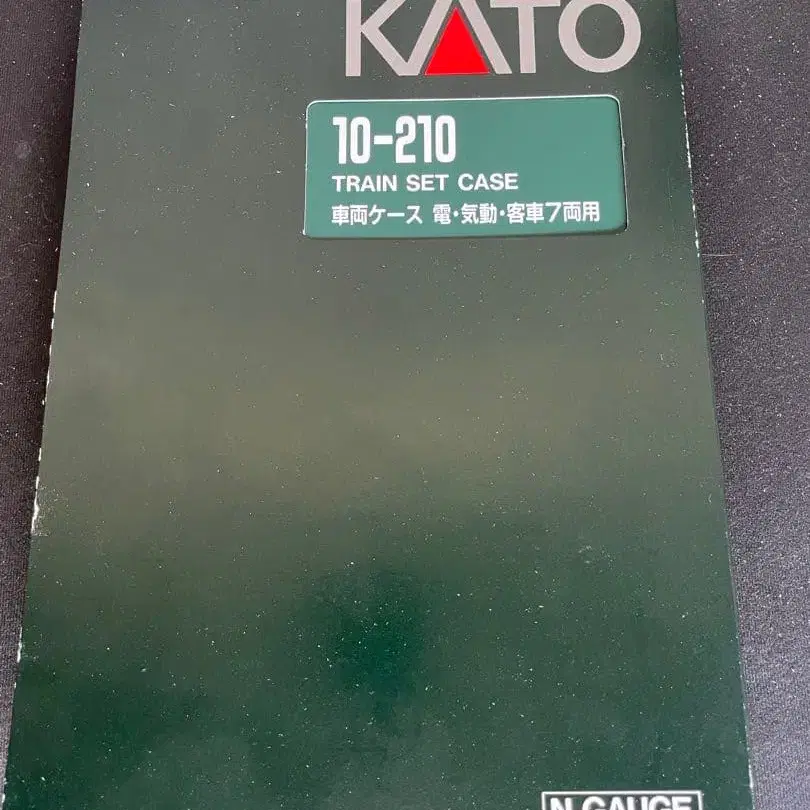 KATO
10-210
TRAIN SET CASE
車両ケース 電・気動・客車7両用
N GAUGE